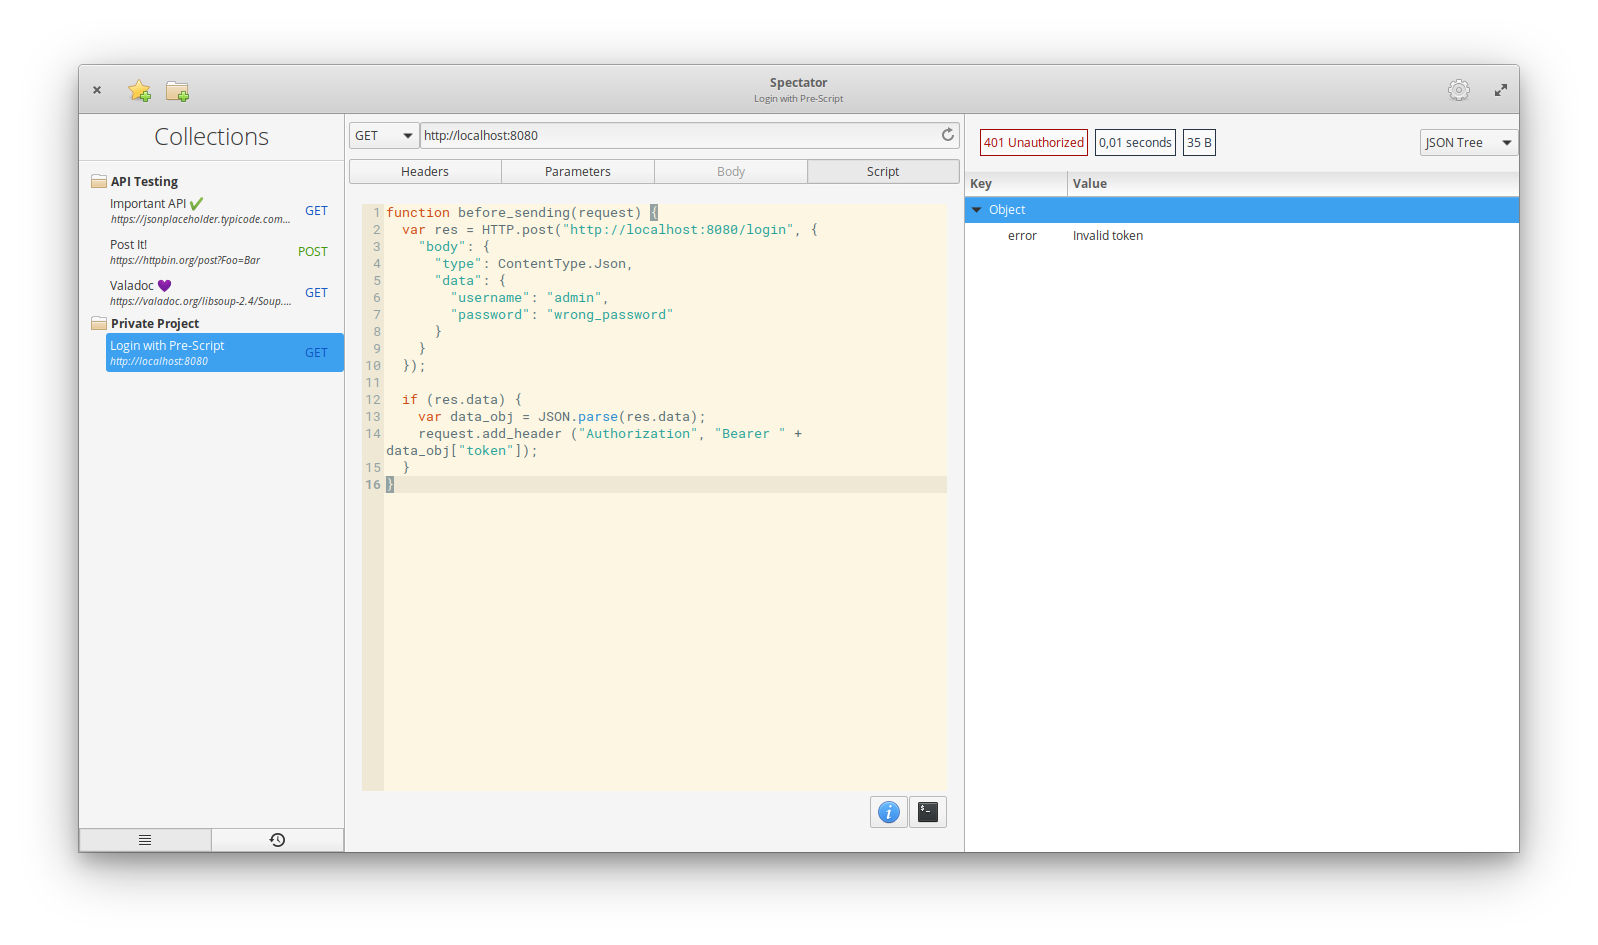 Spectator
Login with Pre-Script
Collections
API Testing
Important API ✅
https://jsonplaceholder.typicode.com...
GET
Post It!
https://httpbin.org/post?Foo=Bar
POST
Valadoc 💜
https://valadoc.org/libsoup-2.4/Soup....
GET
Private Project
Login with Pre-Script
http://localhost:8080
GET
GET
http://localhost:8080
Headers
Parameters
Body
Script
1 function before_sending(request) {
2   var res = HTTP.post("http://localhost:8080/login", {
3     "body": {
4       "type": ContentType.Json,
5       "data": {
6         "username": "admin",
7         "password": "wrong_password"
8       }
9     }
10   });
11
12   if (res.data) {
13     var data_obj = JSON.parse(res.data);
14     request.add_header ("Authorization", "Bearer " +
data_obj["token"]);
15   }
16 }
401 Unauthorized
0,01 seconds
35 B
JSON Tree
Key
Value
Object
error
Invalid token
i
$-